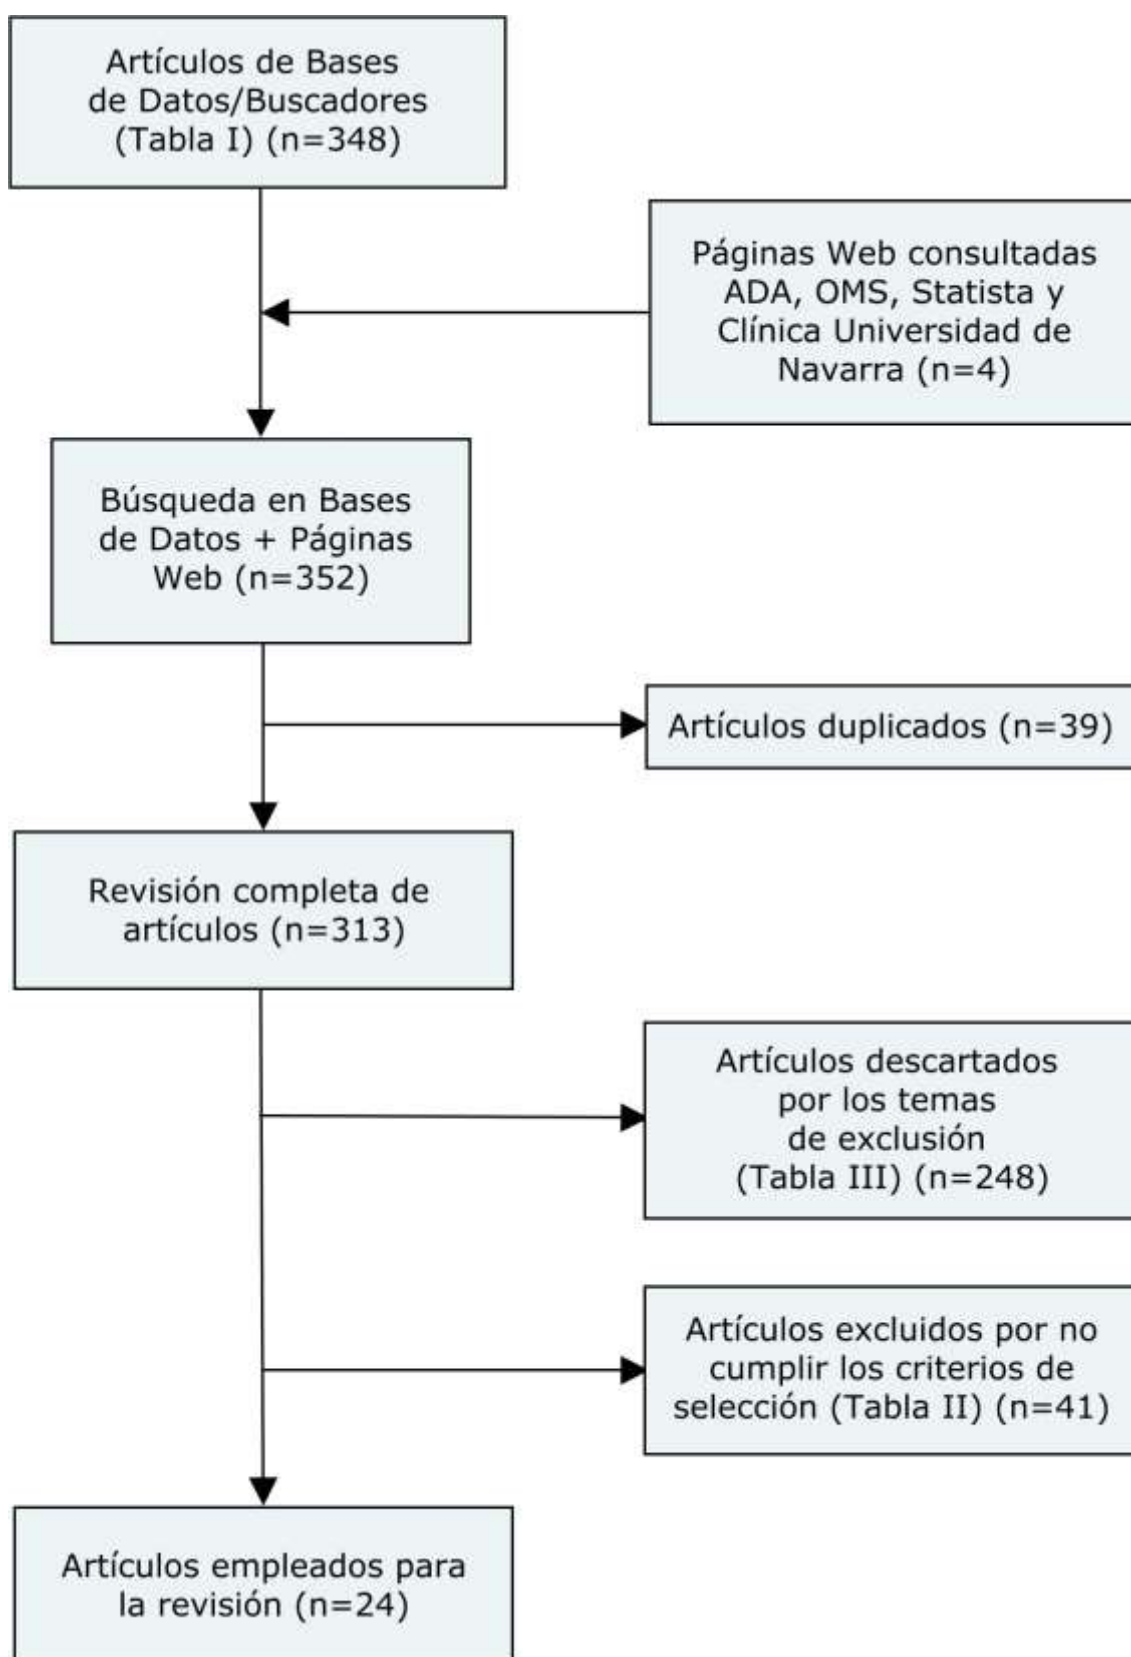 Artículos de Bases
de Datos/Buscadores
(Tabla I) (n=348)
Páginas Web consultadas
ADA, OMS, Statista y
Clínica Universidad de
Navarra (n=4)
Búsqueda en Bases
de Datos + Páginas
Web (n=352)
Artículos duplicados (n=39)
Revisión completa de
artículos (n=313)
Artículos descartados
por los temas
de exclusión
(Tabla III) (n=248)
Artículos excluidos por no
cumplir los criterios de
selección (Tabla II) (n=41)
Artículos empleados para
la revisión (n=24)